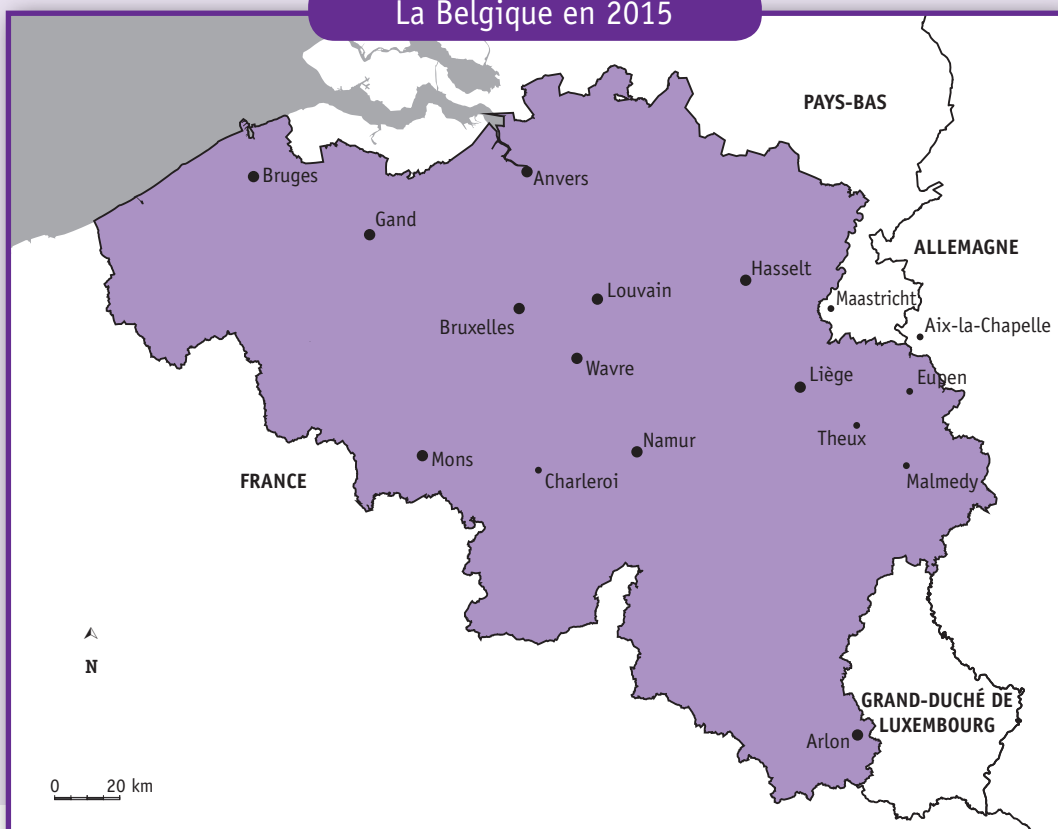 La Belgique en 2015
PAYS-BAS
Bruges
Anvers
Gand
ALLEMAGNE
Hasselt
Louvain
Maastricht
Bruxelles
Aix-la-Chapelle
Wavre
Liège
Eupen
Theux
Namur
Mons
FRANCE
Charleroi
Malmedy
N
GRAND-DUCHÉ DE
LUXEMBOURG
Arlon
0 20 km